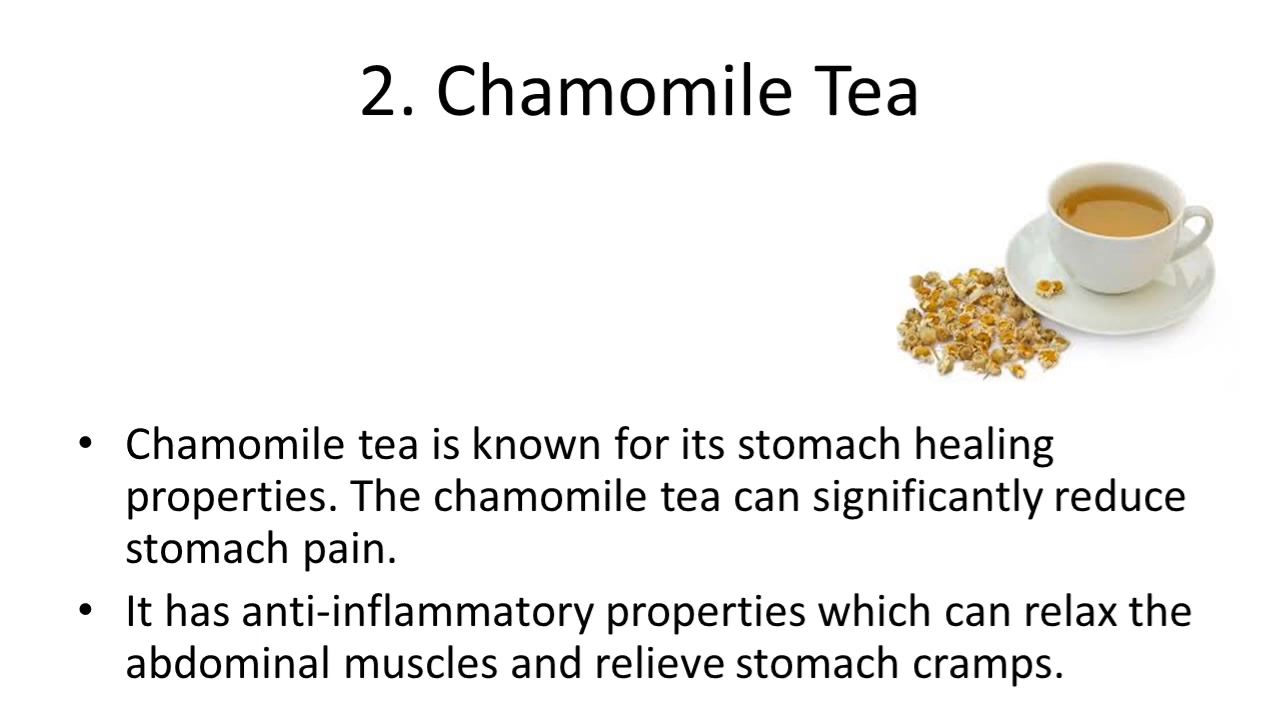 2. Chamomile Tea
• Chamomile tea is known for its stomach healing
properties. The chamomile tea can significantly reduce
stomach pain.
• It has anti-inflammatory properties which can relax the
abdominal muscles and relieve stomach cramps.